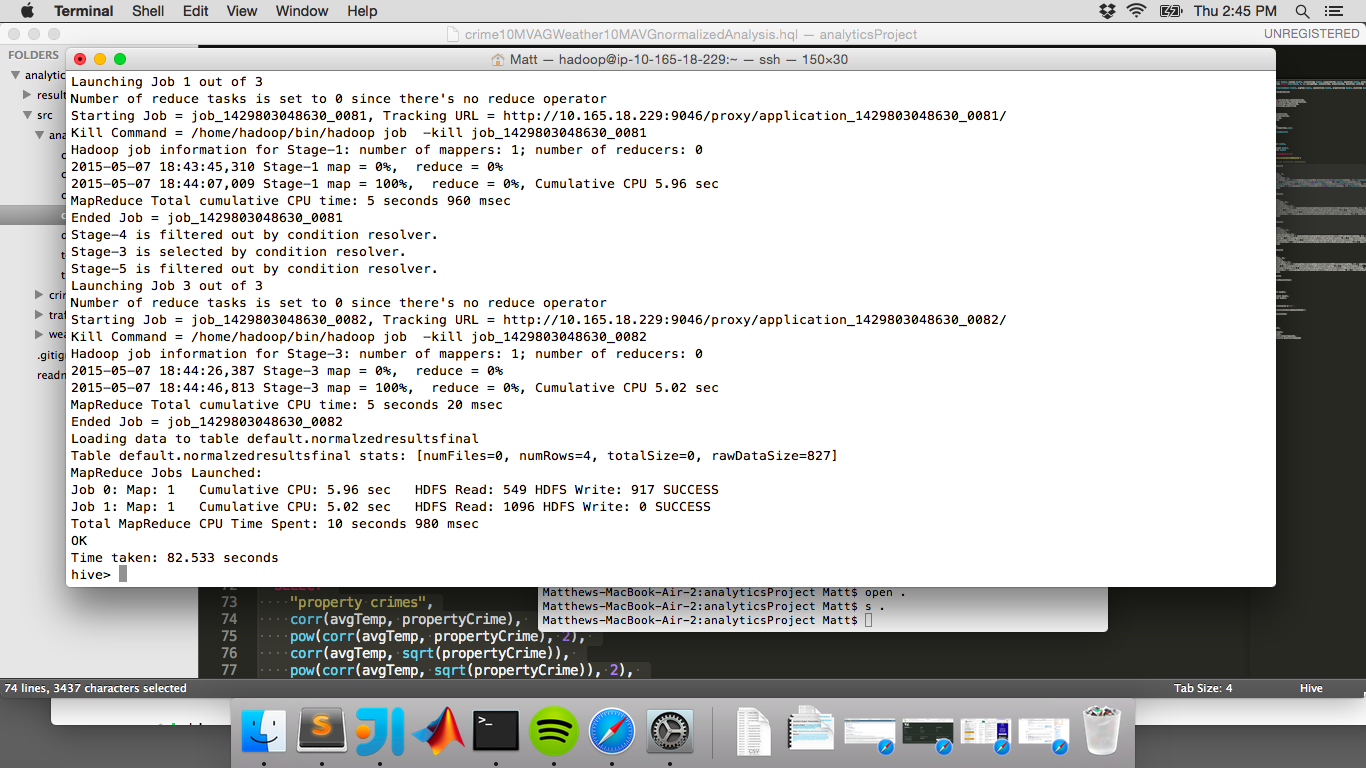 Terminal Shell Edit View Window Help Thu 2:45 PM
crime10MVAGWeather10MAVGnormalizedAnalysis.hql — analyticsProject UNREGISTERED
FOLDERS
analytic
result
src
ana
crin
traf
wea
.gitign
readn
Matt — hadoop@ip-10-165-18-229:~ — ssh — 150×30
Launching Job 1 out of 3
Number of reduce tasks is set to 0 since there's no reduce operator
Starting Job = job_1429803048630_0081, Tracking URL = http://10.165.18.229:9046/proxy/application_1429803048630_0081/
Kill Command = /home/hadoop/bin/hadoop job  -kill job_1429803048630_0081
Hadoop job information for Stage-1: number of mappers: 1; number of reducers: 0
2015-05-07 18:43:45,310 Stage-1 map = 0%,  reduce = 0%
2015-05-07 18:44:07,009 Stage-1 map = 100%,  reduce = 0%, Cumulative CPU 5.96 sec
MapReduce Total cumulative CPU time: 5 seconds 960 msec
Ended Job = job_1429803048630_0081
Stage-4 is filtered out by condition resolver.
Stage-3 is selected by condition resolver.
Stage-5 is filtered out by condition resolver.
Launching Job 3 out of 3
Number of reduce tasks is set to 0 since there's no reduce operator
Starting Job = job_1429803048630_0082, Tracking URL = http://10.165.18.229:9046/proxy/application_1429803048630_0082/
Kill Command = /home/hadoop/bin/hadoop job  -kill job_1429803048630_0082
Hadoop job information for Stage-3: number of mappers: 1; number of reducers: 0
2015-05-07 18:44:26,387 Stage-3 map = 0%,  reduce = 0%
2015-05-07 18:44:46,813 Stage-3 map = 100%,  reduce = 0%, Cumulative CPU 5.02 sec
MapReduce Total cumulative CPU time: 5 seconds 20 msec
Ended Job = job_1429803048630_0082
Loading data to table default.normalzedresultsfinal
Table default.normalzedresultsfinal stats: [numFiles=0, numRows=4, totalSize=0, rawDataSize=827]
MapReduce Jobs Launched:
Job 0: Map: 1   Cumulative CPU: 5.96 sec   HDFS Read: 549 HDFS Write: 917 SUCCESS
Job 1: Map: 1   Cumulative CPU: 5.02 sec   HDFS Read: 1096 HDFS Write: 0 SUCCESS
Total MapReduce CPU Time Spent: 10 seconds 980 msec
OK
Time taken: 82.533 seconds
hive>
73 "property crimes",
74 corr(avgTemp, propertyCrime),
75 pow(corr(avgTemp, propertyCrime), 2),
76 corr(avgTemp, sqrt(propertyCrime)),
77 pow(corr(avgTemp, sqrt(propertyCrime)), 2),
Matthews-MacBook-Air-2:analyticsProject Matt$ open .
Matthews-MacBook-Air-2:analyticsProject Matt$ s .
Matthews-MacBook-Air-2:analyticsProject Matt$
74 lines, 3437 characters selected Tab Size: 4 Hive